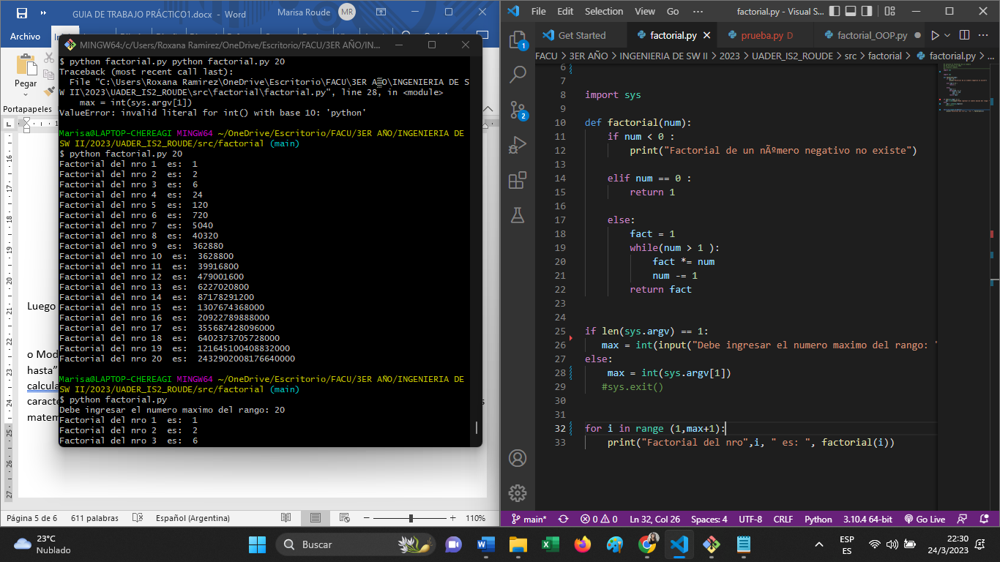 GUIA DE TRABAJO PRÁCTICO1.docx - Word
Marisa Roude
MR
Archivo
Pegar
Portapapeles
Luego
o Mod
hasta”
calcula
caracte
matem
Página 5 de 6
611 palabras
Español (Argentina)
110%
MINGW64:/c/Users/Roxana Ramirez/OneDrive/Escritorio/FACU/3ER AÑO/IN...
$ python factorial.py python factorial.py 20
Traceback (most recent call last):
File "C:\Users\Roxana Ramirez\OneDrive\Escritorio\FACU\3ER AÑO\INGENIERIA DE S
W II\2023\UADER_IS2_ROUDE\src\factorial\factorial.py", line 28, in <module>
max = int(sys.argv[1])
ValueError: invalid literal for int() with base 10: 'python'
Marisa@LAPTOP-CHEREAGI MINGW64 ~/OneDrive/Escritorio/FACU/3ER AÑO/INGENIERIA DE
SW II/2023/UADER_IS2_ROUDE/src/factorial (main)
$ python factorial.py 20
Factorial del nro 1  es:  1
Factorial del nro 2  es:  2
Factorial del nro 3  es:  6
Factorial del nro 4  es:  24
Factorial del nro 5  es:  120
Factorial del nro 6  es:  720
Factorial del nro 7  es:  5040
Factorial del nro 8  es:  40320
Factorial del nro 9  es:  362880
Factorial del nro 10  es:  3628800
Factorial del nro 11  es:  39916800
Factorial del nro 12  es:  479001600
Factorial del nro 13  es:  6227020800
Factorial del nro 14  es:  87178291200
Factorial del nro 15  es:  1307674368000
Factorial del nro 16  es:  20922789888000
Factorial del nro 17  es:  355687428096000
Factorial del nro 18  es:  6402373705728000
Factorial del nro 19  es:  121645100408832000
Factorial del nro 20  es:  2432902008176640000
Marisa@LAPTOP-CHEREAGI MINGW64 ~/OneDrive/Escritorio/FACU/3ER AÑO/INGENIERIA DE
SW II/2023/UADER_IS2_ROUDE/src/factorial (main)
$ python factorial.py
Debe ingresar el numero maximo del rango: 20
Factorial del nro 1  es:  1
Factorial del nro 2  es:  2
Factorial del nro 3  es:  6
File Edit Selection View Go ··· factorial.py - Visual S...
Get Started factorial.py prueba.py D factorial_OOP.py
FACU > 3ER AÑO > INGENIERIA DE SW II > 2023 > UADER_IS2_ROUDE > src > factorial > factorial.py > ...
6
7
8 import sys
9
10 def factorial(num):
11 if num < 0 :
12 print("Factorial de un nÃºmero negativo no existe")
13
14 elif num == 0 :
15 return 1
16
17 else:
18 fact = 1
19 while(num > 1 ):
20 fact *= num
21 num -= 1
22 return fact
23
24
25 if len(sys.argv) == 1:
26 max = int(input("Debe ingresar el numero maximo del rango: "
27 else:
28 max = int(sys.argv[1])
29 #sys.exit()
30
31
32 for i in range (1,max+1):
33 print("Factorial del nro",i, " es: ", factorial(i))
1
2
main* 0 0 Ln 32, Col 26 Spaces: 4 UTF-8 CRLF Python 3.10.4 64-bit Go Live
23°C
Nublado
Buscar
ESP
ES
22:30
24/3/2023